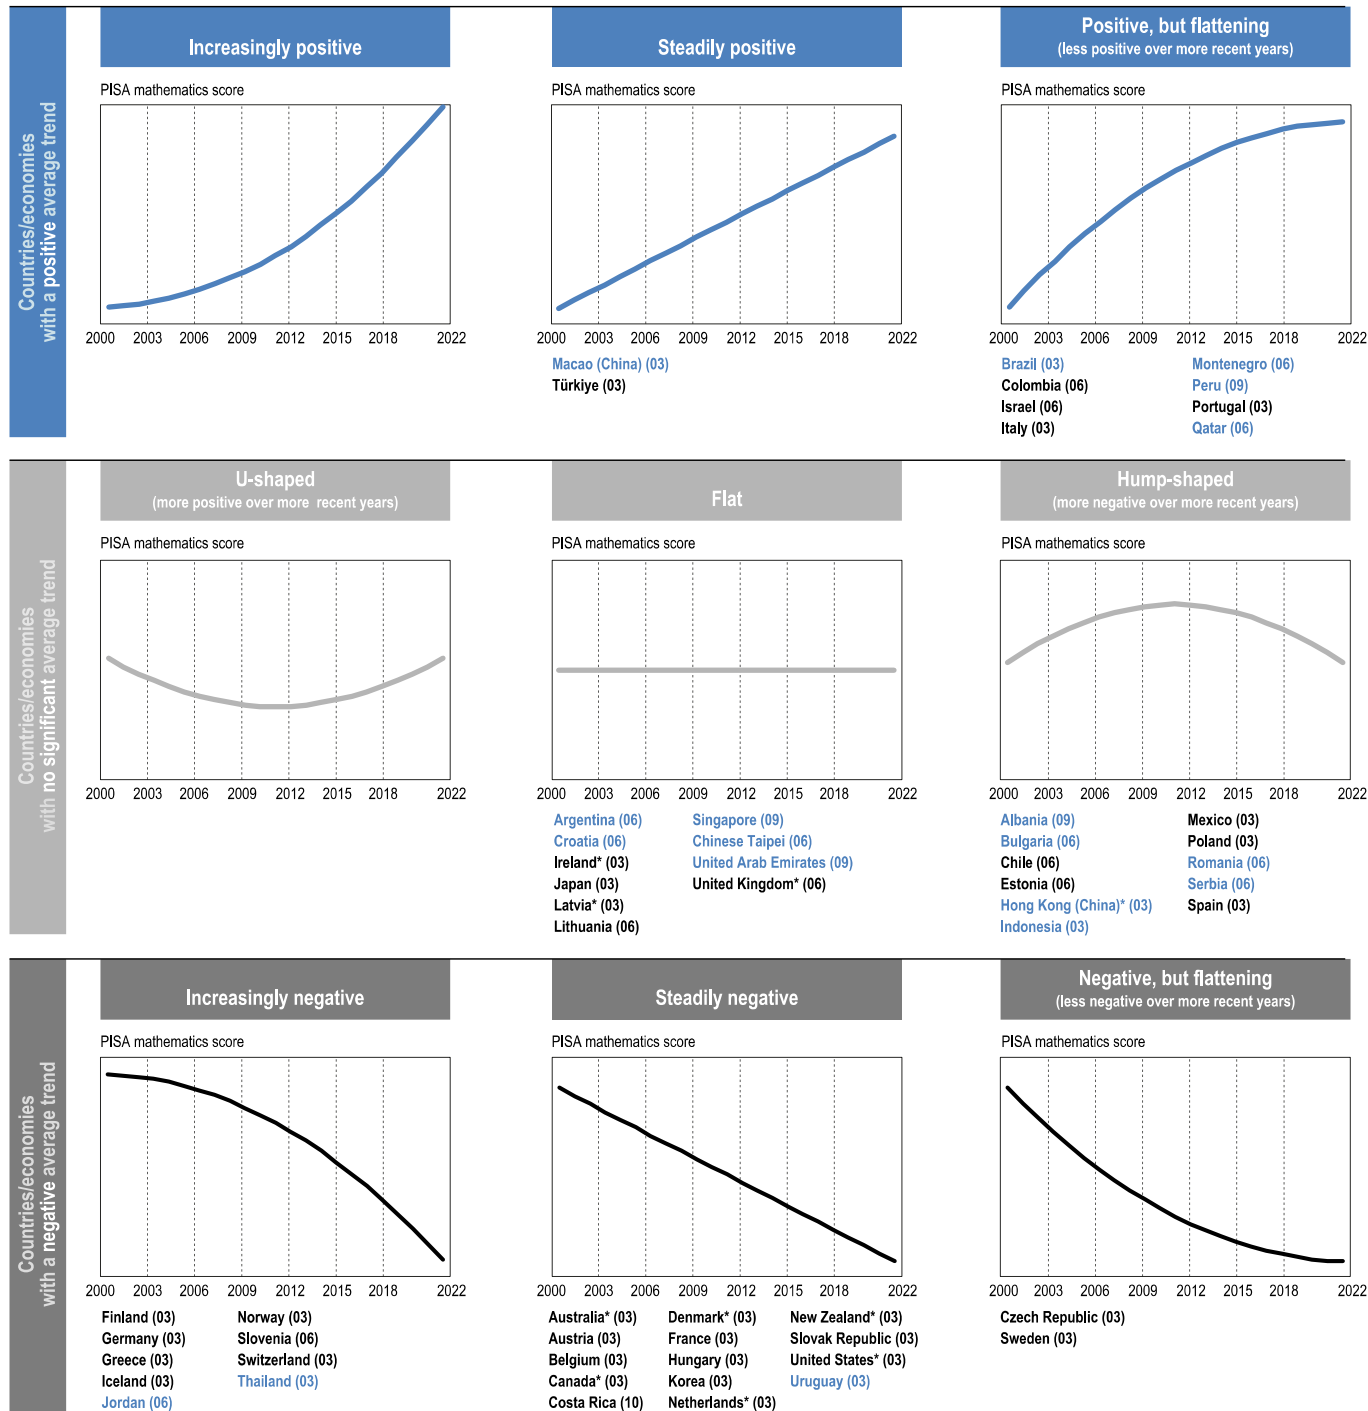 Countries/economies
with a positive average trend
Increasingly positive
PISA mathematics score
2000 2003 2006 2009 2012 2015 2018 2022
Steadily positive
PISA mathematics score
2000 2003 2006 2009 2012 2015 2018 2022
Macao (China) (03)
Türkiye (03)
Positive, but flattening
(less positive over more recent years)
PISA mathematics score
2000 2003 2006 2009 2012 2015 2018 2022
Brazil (03)
Colombia (06)
Israel (06)
Italy (03)
Montenegro (06)
Peru (09)
Portugal (03)
Qatar (06)
Countries/economies
with no significant average trend
U-shaped
(more positive over more recent years)
PISA mathematics score
2000 2003 2006 2009 2012 2015 2018 2022
Flat
PISA mathematics score
2000 2003 2006 2009 2012 2015 2018 2022
Argentina (06)
Croatia (06)
Ireland* (03)
Japan (03)
Latvia* (03)
Lithuania (06)
Singapore (09)
Chinese Taipei (06)
United Arab Emirates (09)
United Kingdom* (06)
Hump-shaped
(more negative over more recent years)
PISA mathematics score
2000 2003 2006 2009 2012 2015 2018 2022
Albania (09)
Bulgaria (06)
Chile (06)
Estonia (06)
Hong Kong (China)* (03)
Indonesia (03)
Mexico (03)
Poland (03)
Romania (06)
Serbia (06)
Spain (03)
Countries/economies
with a negative average trend
Increasingly negative
PISA mathematics score
2000 2003 2006 2009 2012 2015 2018 2022
Finland (03)
Germany (03)
Greece (03)
Iceland (03)
Jordan (06)
Norway (03)
Slovenia (06)
Switzerland (03)
Thailand (03)
Steadily negative
PISA mathematics score
2000 2003 2006 2009 2012 2015 2018 2022
Australia* (03)
Austria (03)
Belgium (03)
Canada* (03)
Costa Rica (10)
Denmark* (03)
France (03)
Hungary (03)
Korea (03)
Netherlands* (03)
New Zealand* (03)
Slovak Republic (03)
United States* (03)
Uruguay (03)
Negative, but flattening
(less negative over more recent years)
PISA mathematics score
2000 2003 2006 2009 2012 2015 2018 2022
Czech Republic (03)
Sweden (03)